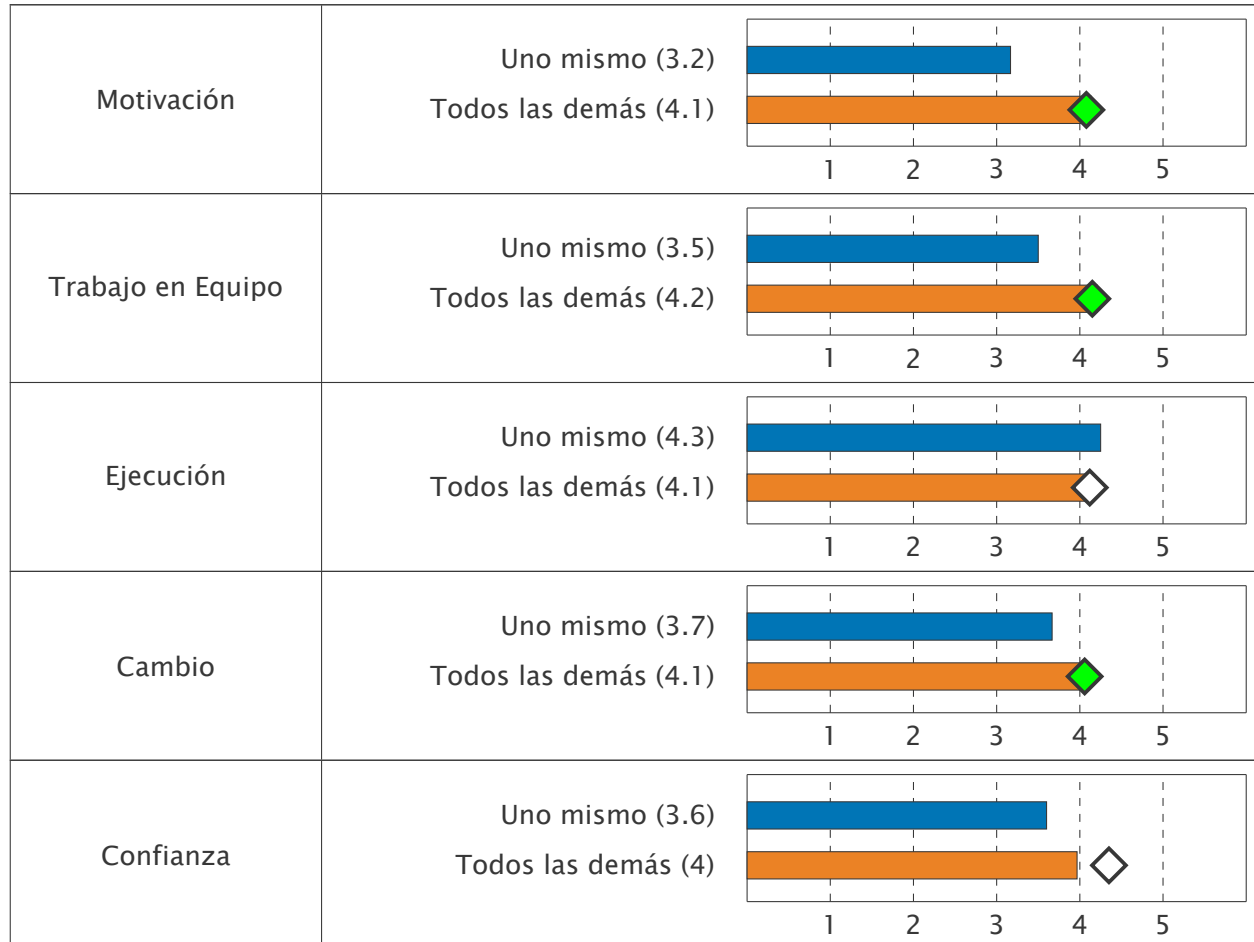 Motivación
Uno mismo (3.2)
Todos las demás (4.1)
1 2 3 4 5
Trabajo en Equipo
Uno mismo (3.5)
Todos las demás (4.2)
1 2 3 4 5
Ejecución
Uno mismo (4.3)
Todos las demás (4.1)
1 2 3 4 5
Cambio
Uno mismo (3.7)
Todos las demás (4.1)
1 2 3 4 5
Confianza
Uno mismo (3.6)
Todos las demás (4)
1 2 3 4 5